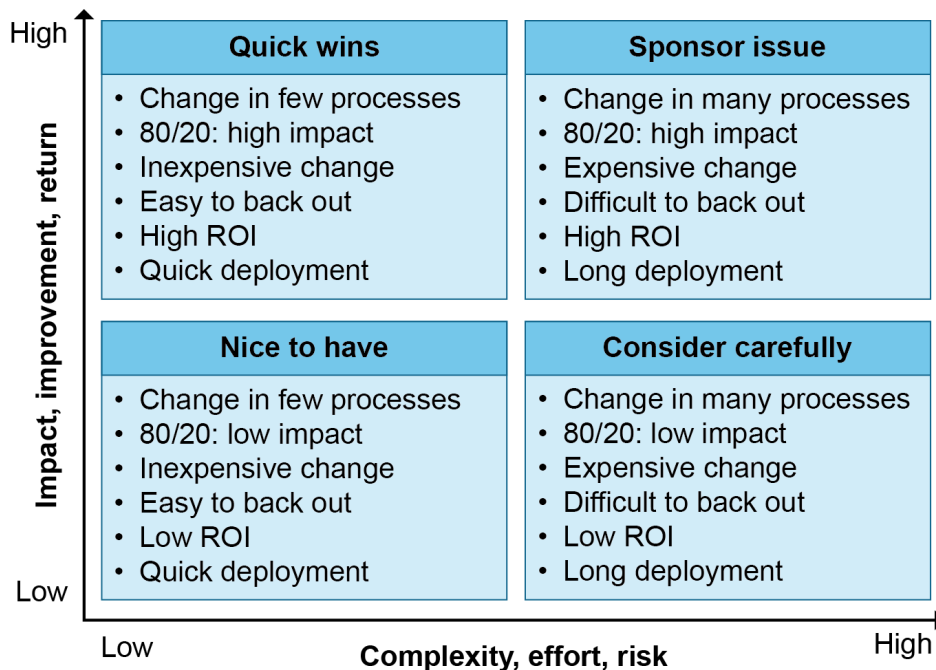 High
Impact, improvement, return
Low
Quick wins
• Change in few processes
• 80/20: high impact
• Inexpensive change
• Easy to back out
• High ROI
• Quick deployment
Sponsor issue
• Change in many processes
• 80/20: high impact
• Expensive change
• Difficult to back out
• High ROI
• Long deployment
Nice to have
• Change in few processes
• 80/20: low impact
• Inexpensive change
• Easy to back out
• Low ROI
• Quick deployment
Consider carefully
• Change in many processes
• 80/20: low impact
• Expensive change
• Difficult to back out
• Low ROI
• Long deployment
Low
Complexity, effort, risk
High